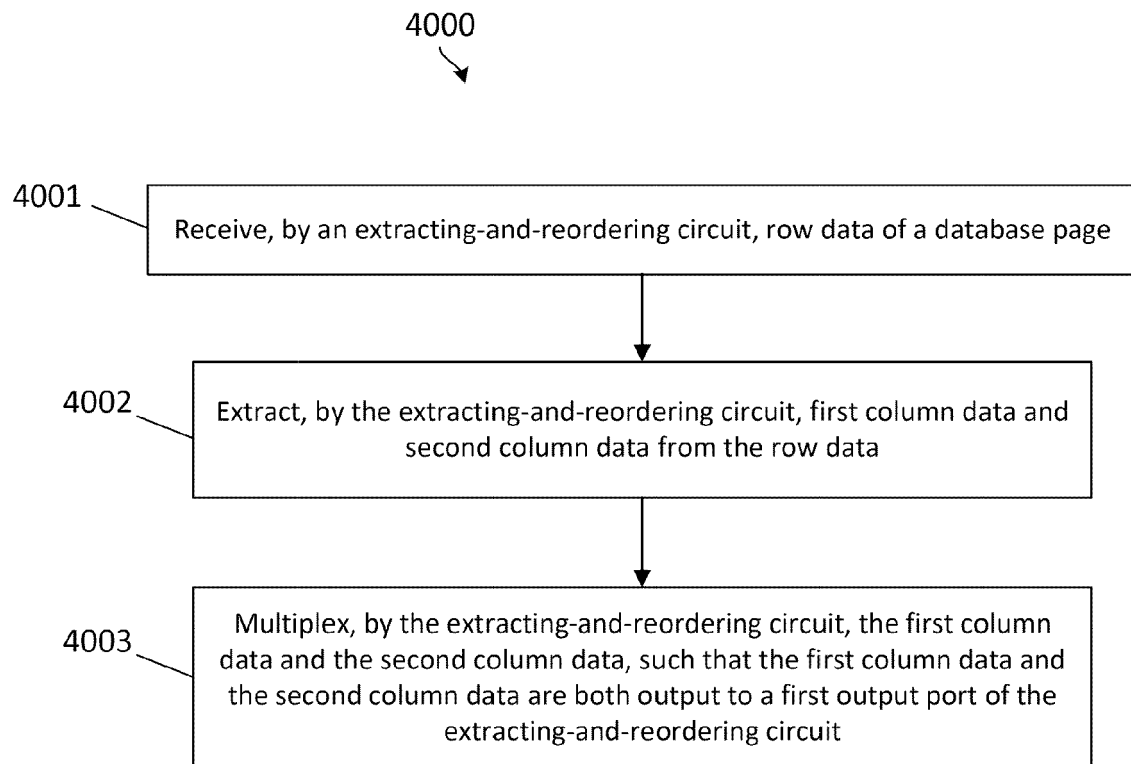 4000
4001
Receive, by an extracting-and-reordering circuit, row data of a database page
4002
Extract, by the extracting-and-reordering circuit, first column data and
second column data from the row data
4003
Multiplex, by the extracting-and-reordering circuit, the first column
data and the second column data, such that the first column data and
the second column data are both output to a first output port of the
extracting-and-reordering circuit